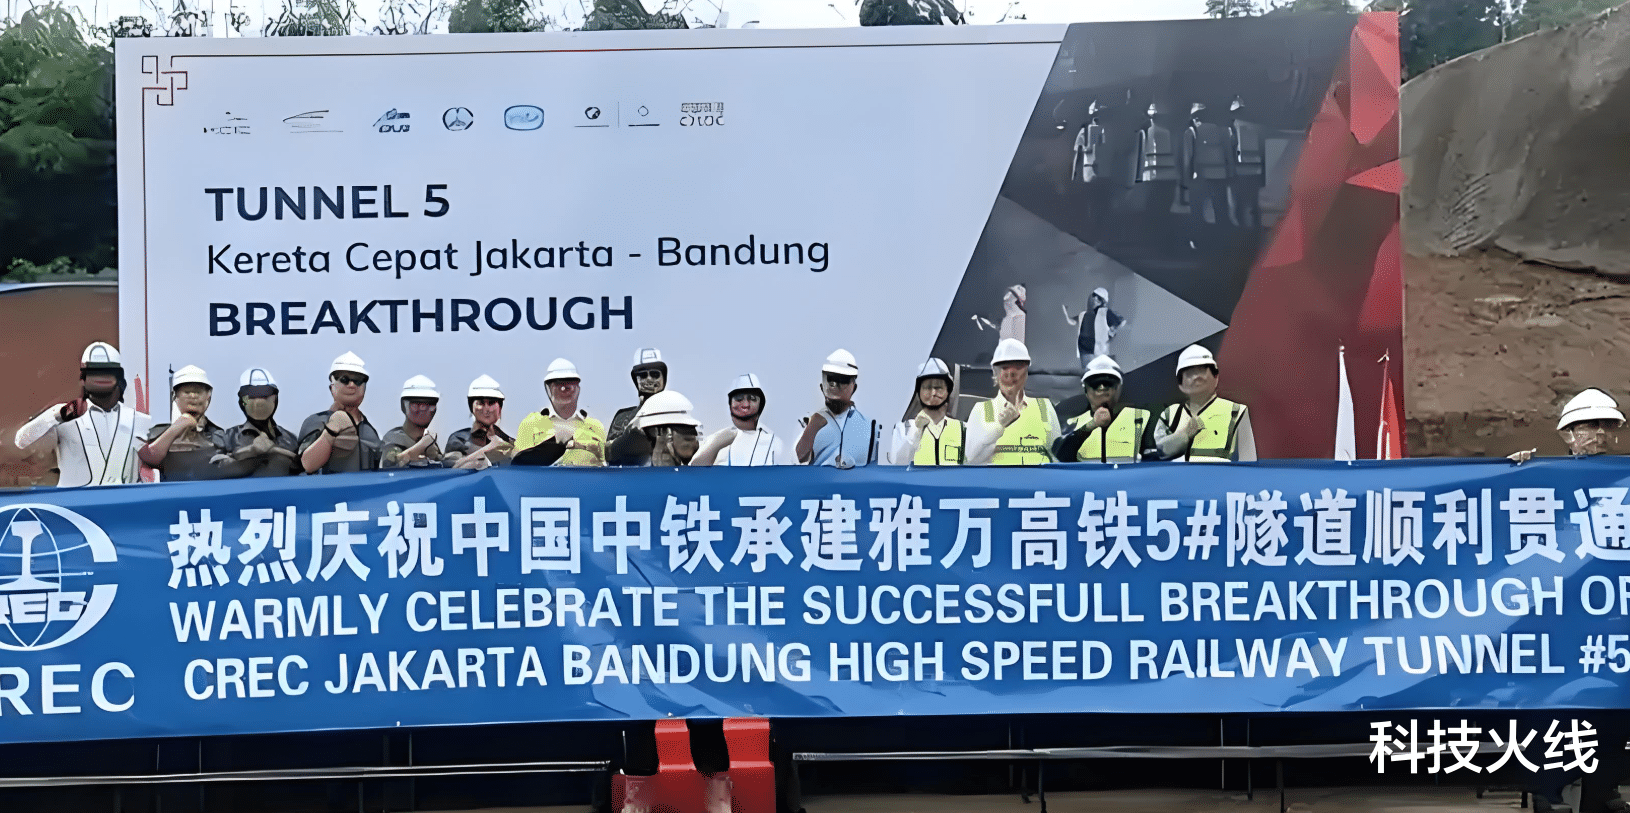 TUNNEL 5
Kereta Cepat Jakarta - Bandung
BREAKTHROUGH
热烈庆祝中国中铁承建雅万高铁5#隧道顺利贯通
WARMLY CELEBRATE THE SUCCESSFULL BREAKTHROUGH OF
CREC JAKARTA BANDUNG HIGH SPEED RAILWAY TUNNEL #5
CREC
REC
科技火线